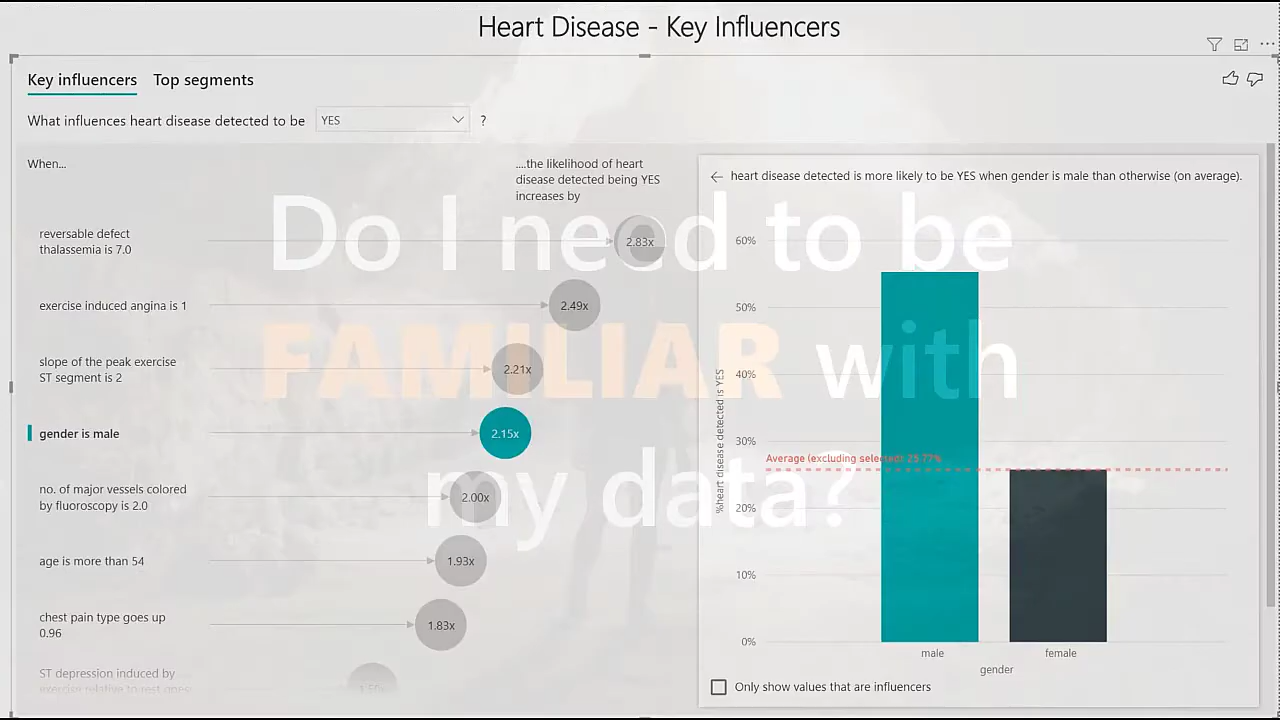 Heart Disease - Key Influencers
Key influencers Top segments
What influences heart disease detected to be YES ?
When...
....the likelihood of heart
disease detected being YES
increases by
reversable defect
thalassemia is 7.0
2.83x
exercise induced angina is 1
2.49x
slope of the peak exercise
ST segment is 2
2.21x
gender is male
2.15x
no. of major vessels colored
by fluoroscopy is 2.0
2.00x
age is more than 54
1.93x
chest pain type goes up
0.96
1.83x
ST depression induced by
exercise relative to rest goes
heart disease detected is more likely to be YES when gender is male than otherwise (on average).
60%
50%
40%
30%
20%
10%
0%
%heart disease detected is YES
Average (excluding selected) 25.77%
male
female
gender
Only show values that are influencers
Do I need to be
FAMILIAR with
my data?